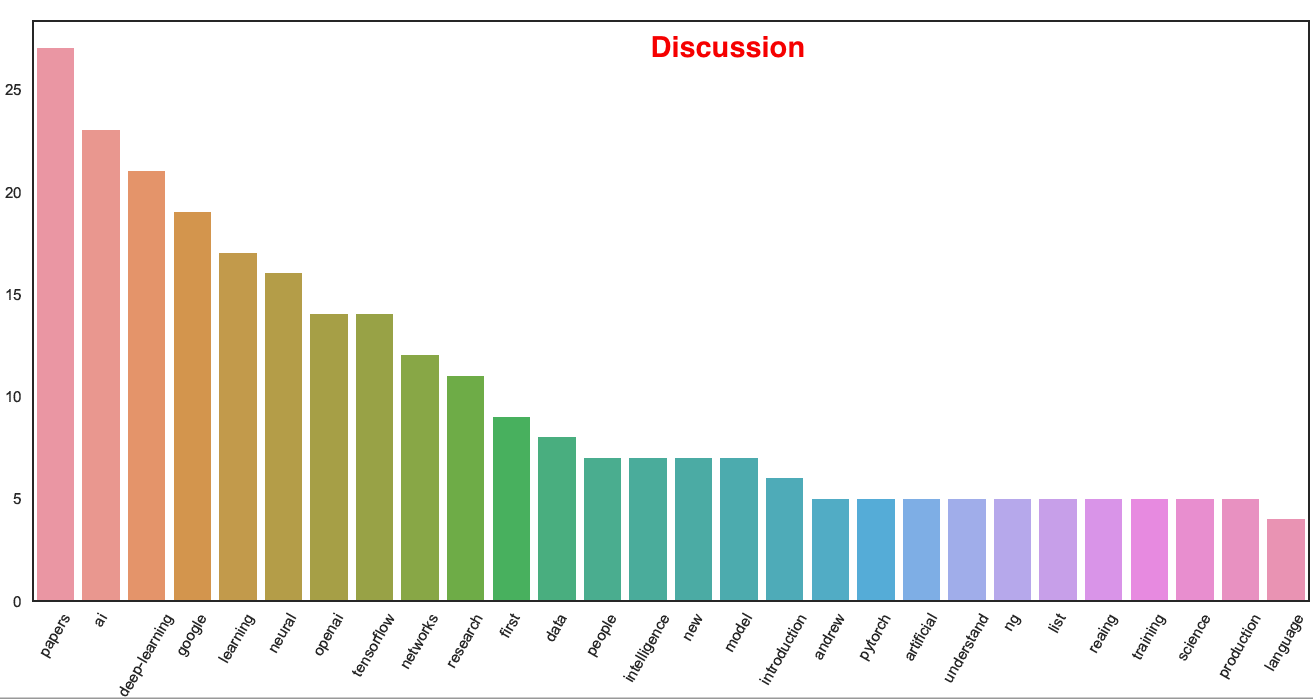 Discussion
25
20
15
10
5
0
papers
ai
deep-learning
google
learning
neural
openai
tensorflow
networks
research
first
data
people
intelligence
new
model
introduction
andrew
pytorch
artificial
understand
ng
list
reaing
training
science
production
language